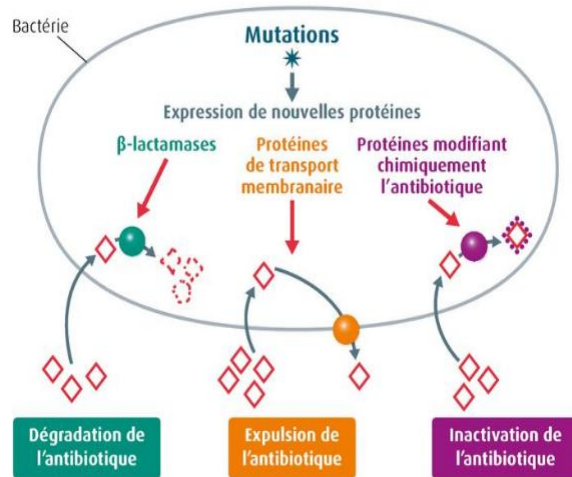 Bactérie
Mutations
Expression de nouvelles protéines
β-lactamases
Protéines
de transport
membranaire
Protéines modifiant
chimiquement
l'antibiotique
Dégradation de
l'antibiotique
Expulsion de
l'antibiotique
Inactivation de
l'antibiotique